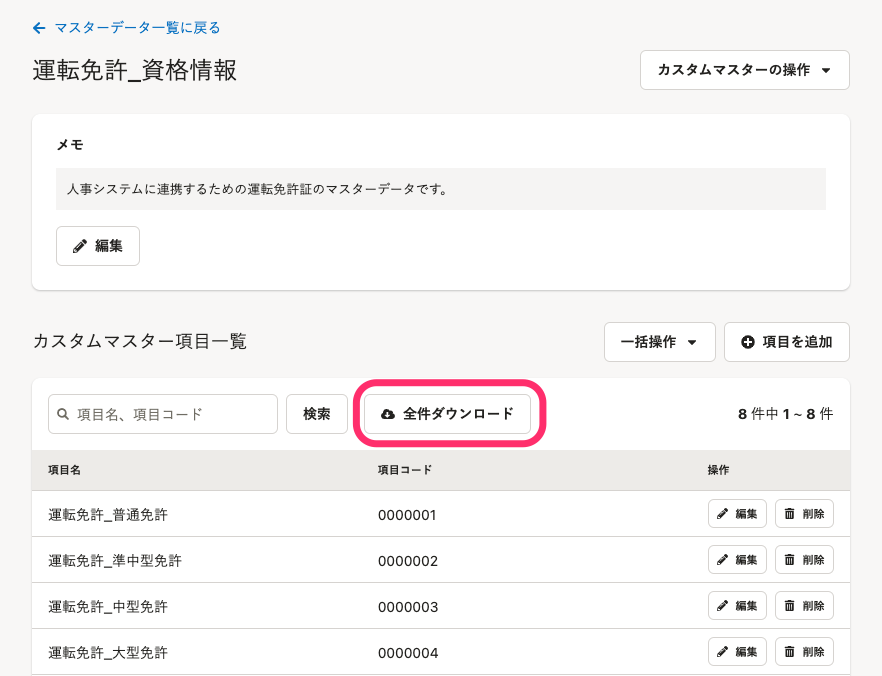 ← マスターデータ一覧に戻る
運転免許_資格情報
カスタムマスターの操作
メモ
人事システムに連携するための運転免許証のマスターデータです。
編集
カスタムマスター項目一覧
一括操作
項目を追加
項目名、項目コード
検索
全件ダウンロード
8 件中 1 ~ 8 件
項目名 項目コード 操作
運転免許_普通免許 0000001 編集 削除
運転免許_準中型免許 0000002 編集 削除
運転免許_中型免許 0000003 編集 削除
運転免許_大型免許 0000004 編集 削除